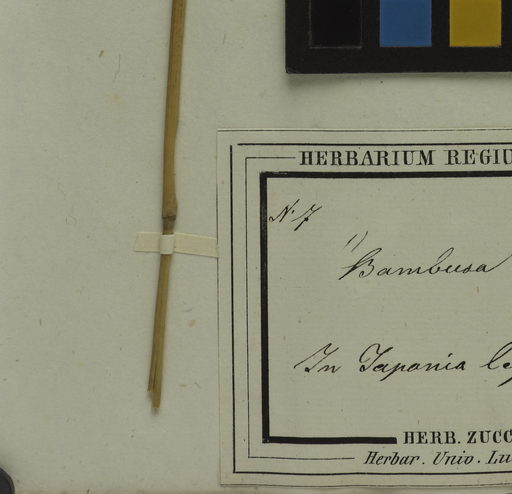 HERBARIUM REGIU
N. 7
Bambusa
In Japonia
HERB. ZUCC
Herbar. Univ. Lu